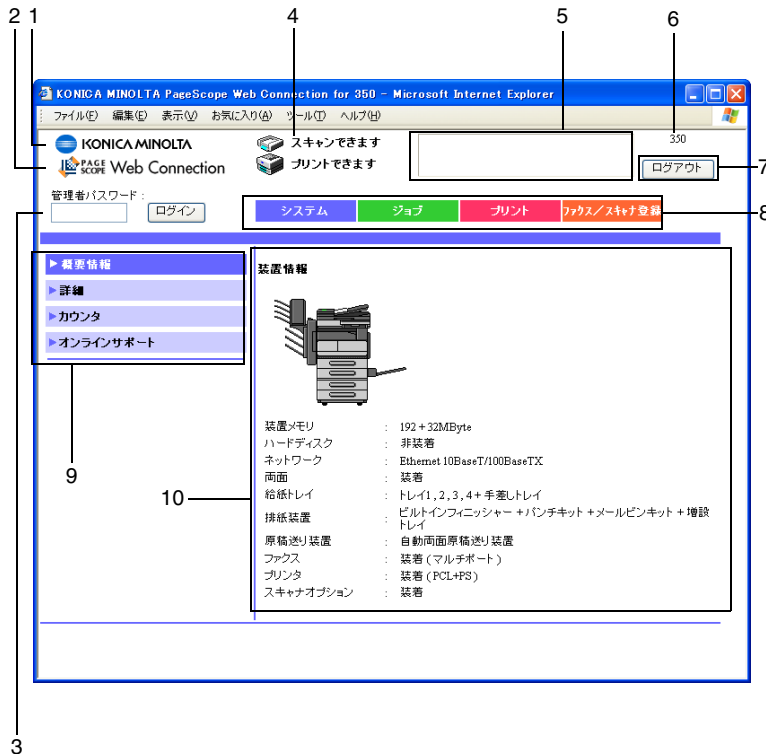 2 1 4 5 6
KONICA MINOLTA PageScope Web Connection for 350 - Microsoft Internet Explorer
ファイル(F) 編集(E) 表示(V) お気に入り(A) ツール(T) ヘルプ(H)
KONICA MINOLTA
スキャンできます
350
PAGE SCOPE Web Connection
プリントできます
ログアウト
7
管理者パスワード :
ログイン
システム ジョブ プリント ファクス／スキャナ登録
8
概要情報
詳細
カウンタ
オンラインサポート
9
装置情報
装置メモリ : 192+32MByte
ハードディスク : 非装着
ネットワーク : Ethernet 10BaseT/100BaseTX
両面 : 装着
給紙トレイ : トレイ1,2,3,4+手差しトレイ
排紙装置 : ビルトインフィニッシャー+パンチキット+メールビンキット+増設
トレイ
原稿送り装置 : 自動両面原稿送り装置
ファクス : 装着(マルチポート)
プリンタ : 装着(PCL+PS)
スキャナオプション : 装着
10
3